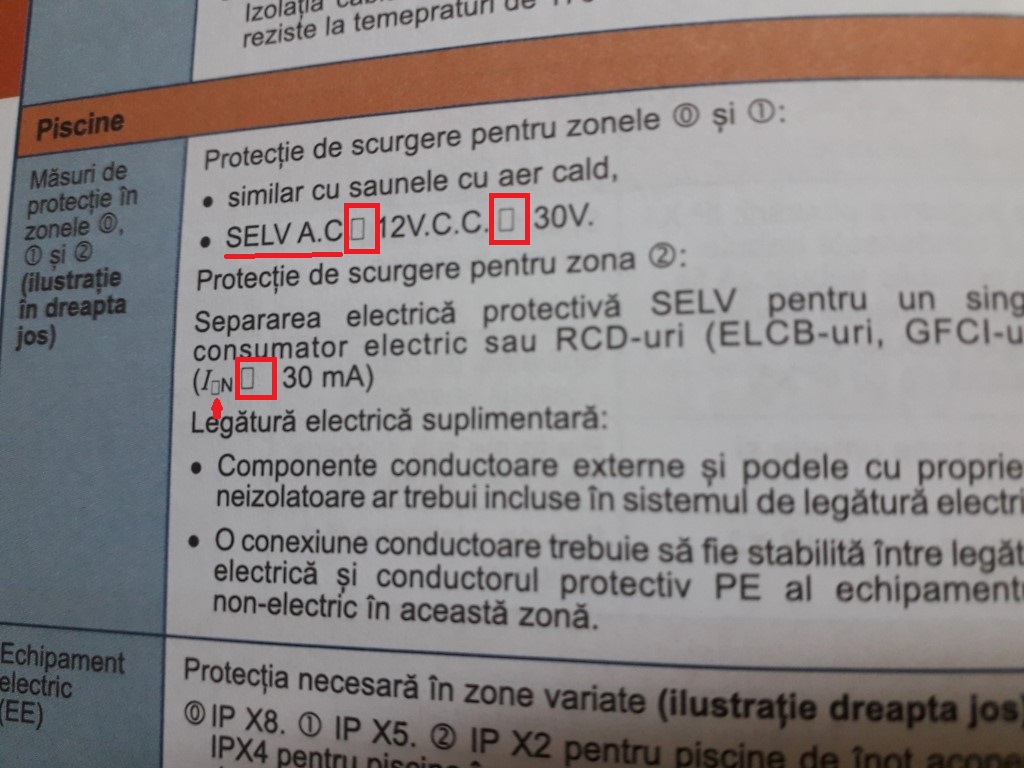 Izolația
reziste la temepraturi de
Piscine
Măsuri de
protecție în
zonele ⓪,
① și ②
(ilustrație
în dreapta
jos)
Protecție de scurgere pentru zonele ⓪ și ①:
• similar cu saunele cu aer cald,
• SELV A.C▯ 12V.C.C. ▯ 30V.
Protecție de scurgere pentru zona ②:
Separarea electrică protectivă SELV pentru un sing
consumator electric sau RCD-uri (ELCB-uri, GFCI-u
(I▯N ▯ 30 mA)
Legătură electrică suplimentară:
• Componente conductoare externe și podele cu proprie
neizolatoare ar trebui incluse în sistemul de legătură electri
• O conexiune conductoare trebuie să fie stabilită între legăt
electrică și conductorul protectiv PE al echipament
non-electric în această zonă.
Echipament
electric
(EE)
Protecția necesară în zone variate (ilustrație dreapta jos)
⓪ IP X8. ① IP X5. ② IP X2 pentru piscine de înot acope
IPX4 pentru piscine